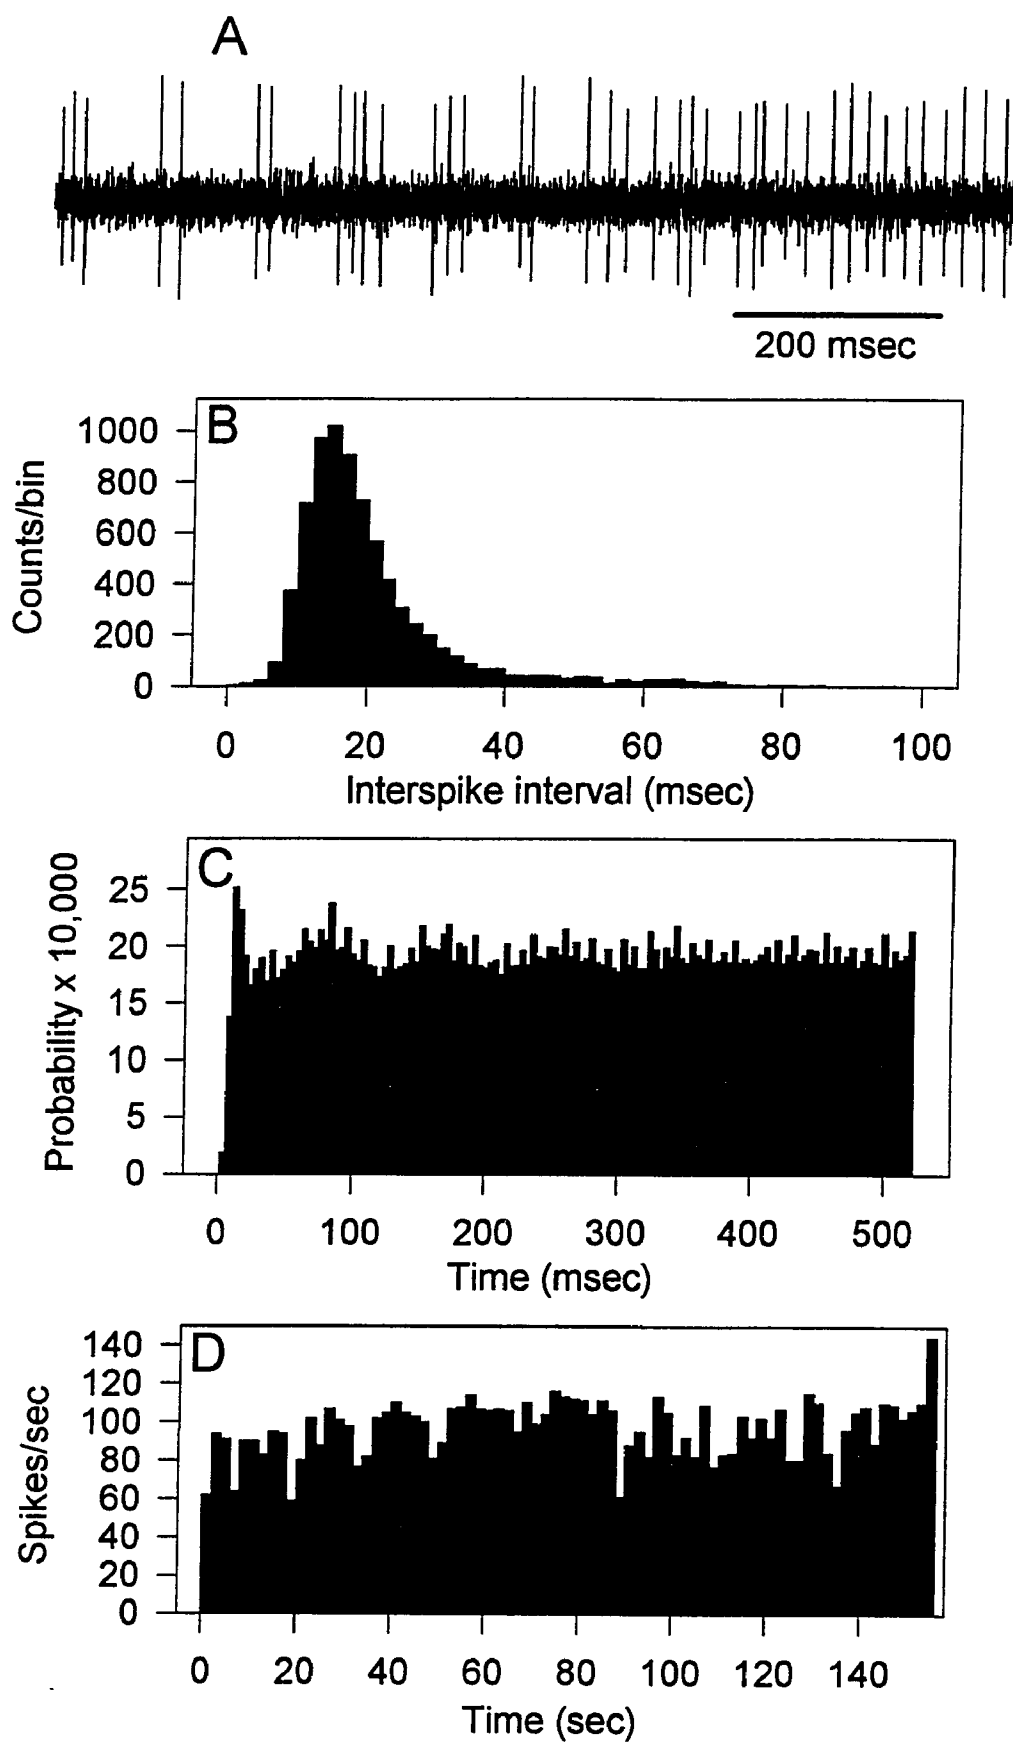 A
200 msec
B
1000
800
600
400
200
0
Counts/bin
0 20 40 60 80 100
Interspike interval (msec)
C
25
20
15
10
5
0
Probability x 10,000
0 100 200 300 400 500
Time (msec)
D
140
120
100
80
60
40
20
0
Spikes/sec
0 20 40 60 80 100 120 140
Time (sec)